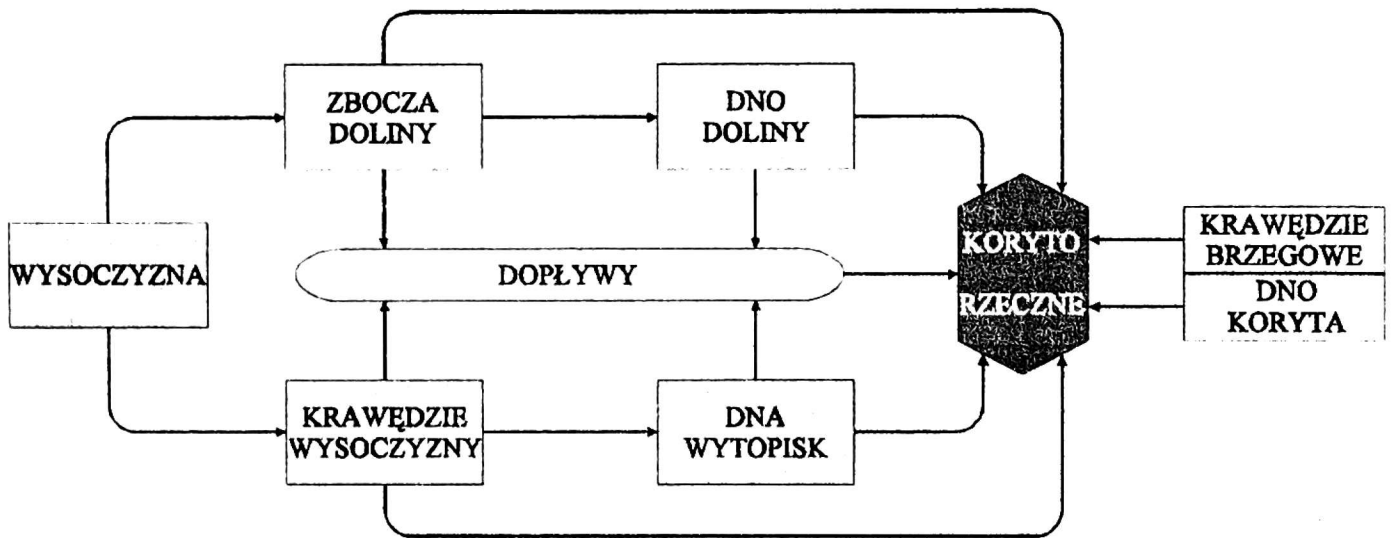 ZBOCZA
DOLINY
DNO
DOLINY
WYSOCZYZNA
DOPŁYWY
KORYTO
RZECZNE
KRAWĘDZIE
BRZEGOWE
DNO
KORYTA
KRAWĘDZIE
WYSOCZYZNY
DNA
WYTOPISK